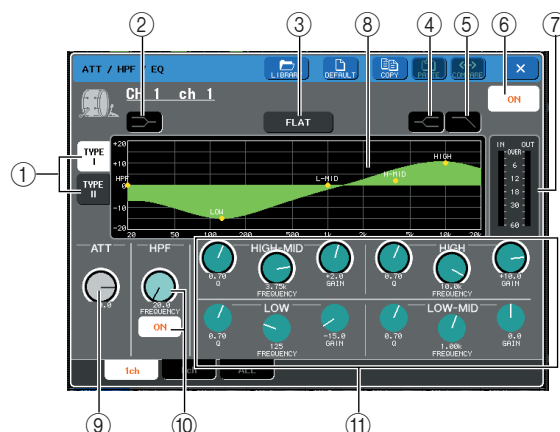 ② ③ ⑧ ④ ⑤ ⑥ ⑦
ATT / HPF / EQ
LIBRARY DEFAULT COPY PASTE COMPARE ×
Ch 1 ch 1
ON
FLAT
①
TYPE I
TYPE II
+20
+10
0
-10
-20
HPF
LOW
L-MID
H-MID
HIGH
20 50 100 200 500 1k 2k 5k 10k 20k
IN OUT
-OVER-
6
12
18
30
60
ATT HPF HIGH-MID HIGH
0.70 Q
3.75k FREQUENCY
+2.0 GAIN
0.70 Q
10.0k FREQUENCY
+10.0 GAIN
20.0 FREQUENCY
ON
LOW LOW-MID
0.70 Q
125 FREQUENCY
-15.0 GAIN
0.70 Q
1.00k FREQUENCY
0.0 GAIN
1ch ALL
⑨ ⑩ ⑪